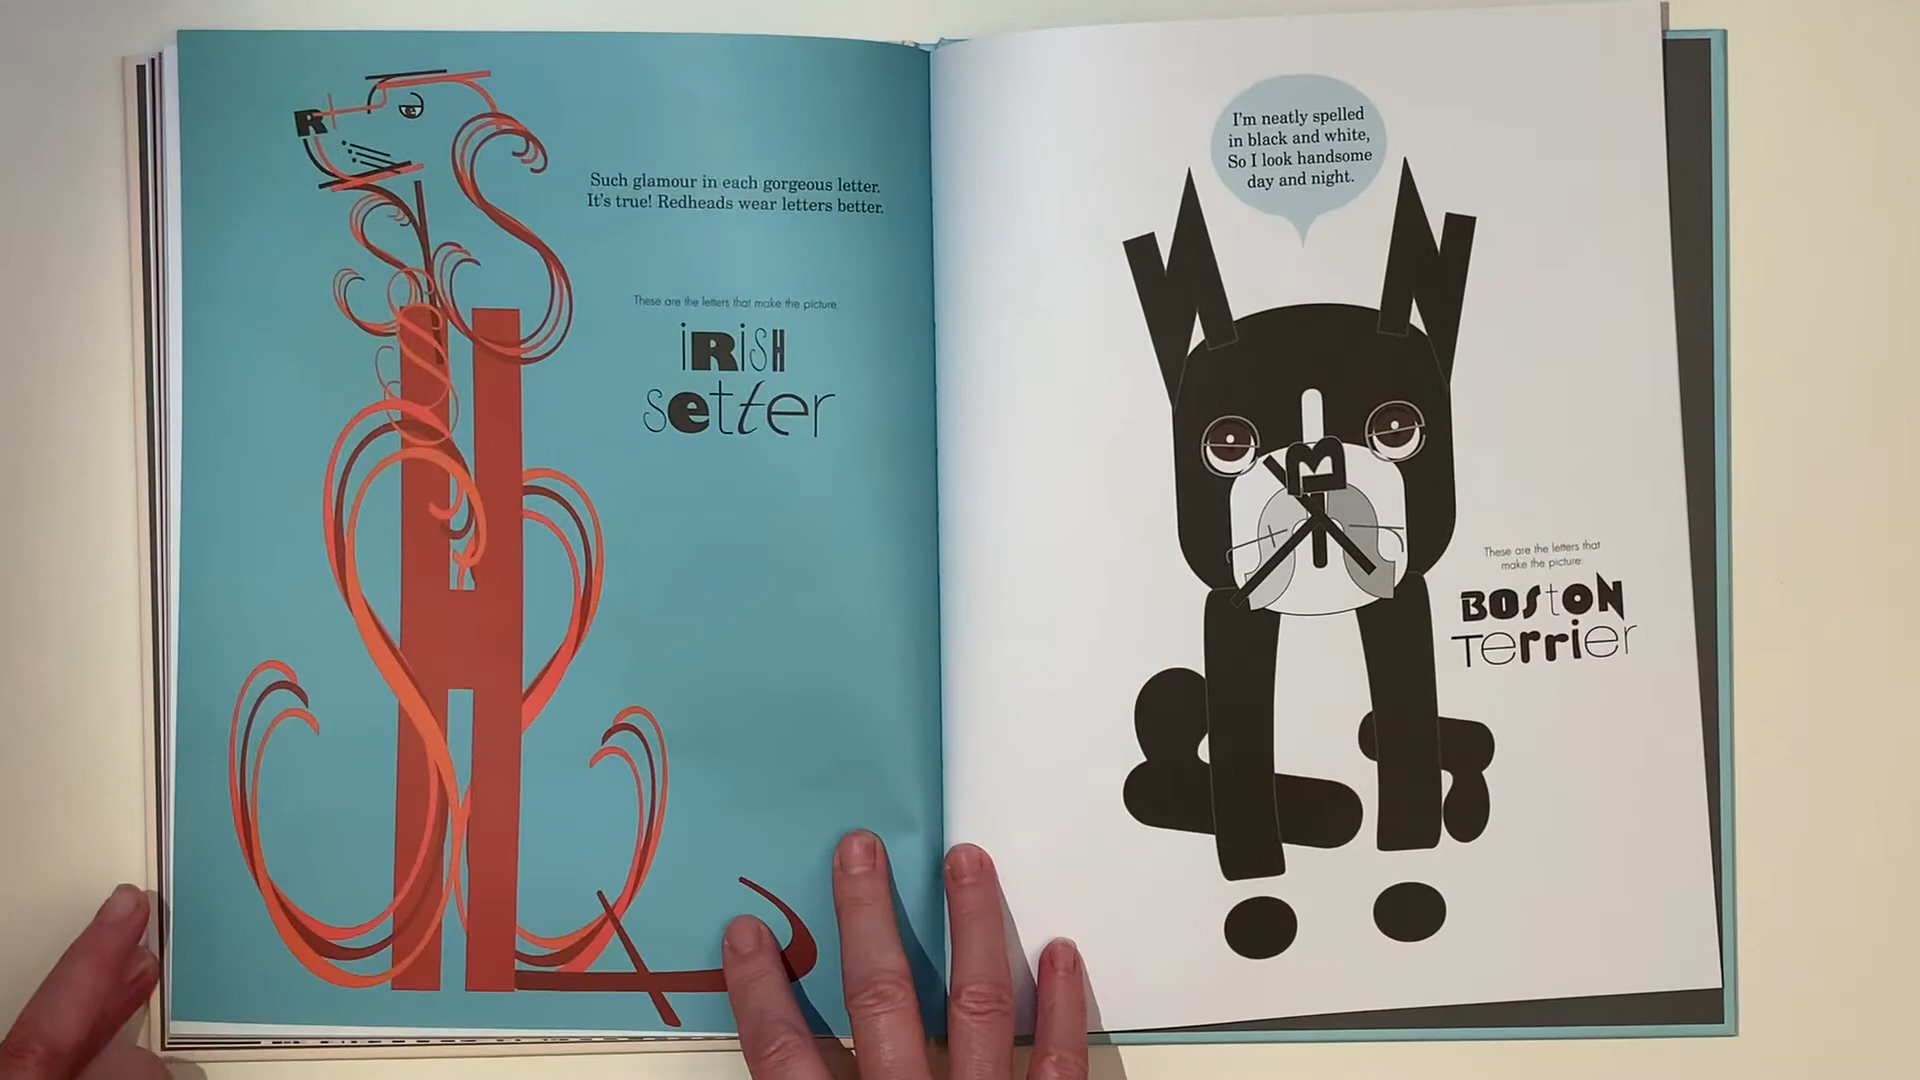 Such glamour in each gorgeous letter.
It's true! Redheads wear letters better.
These are the letters that make the picture.
iRiSH
setter
I'm neatly spelled
in black and white,
So I look handsome
day and night.
These are the letters that
make the picture:
BOStON
Terrier